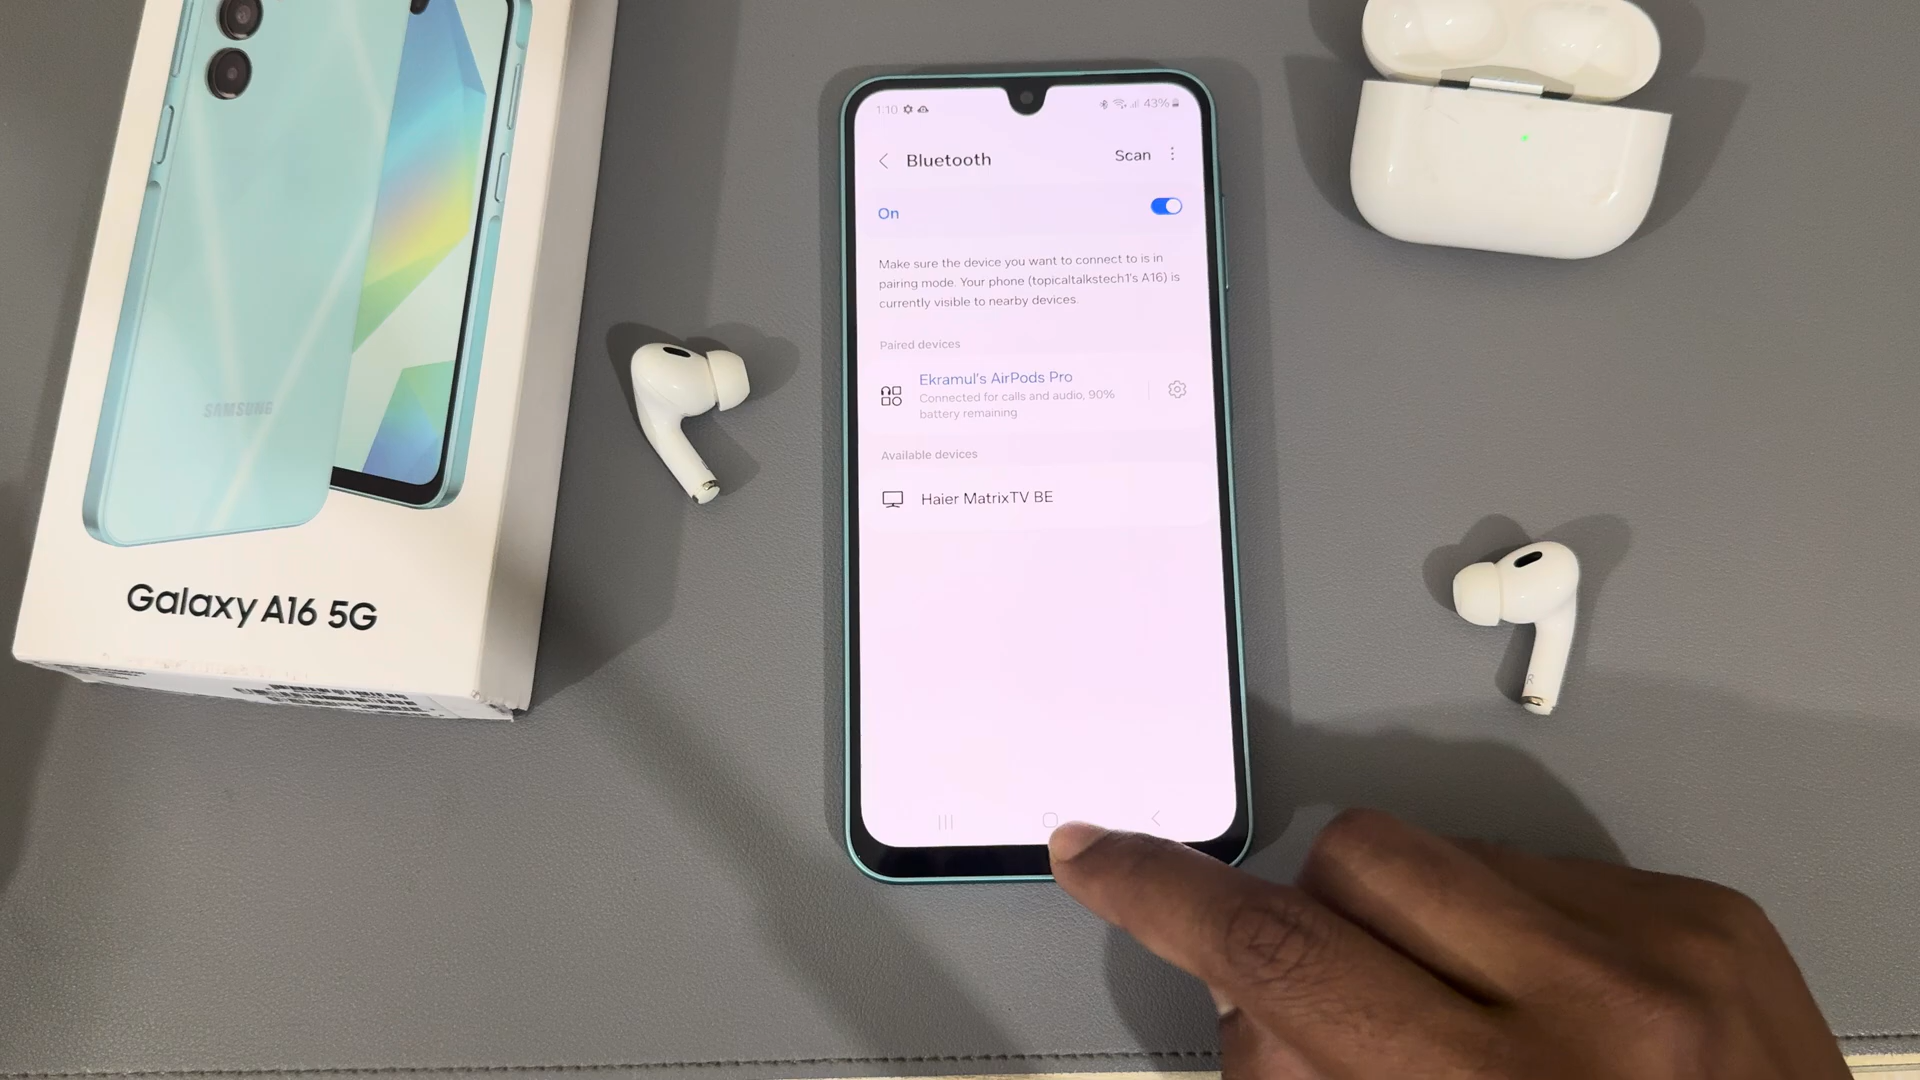 SAMSUNG
Galaxy A16 5G
1:10
43%
Bluetooth
Scan
On
Make sure the device you want to connect to is in
pairing mode. Your phone (topicaltalkstech1's A16) is
currently visible to nearby devices.
Paired devices
Ekramul's AirPods Pro
Connected for calls and audio, 90%
battery remaining
Available devices
Haier MatrixTV BE
R